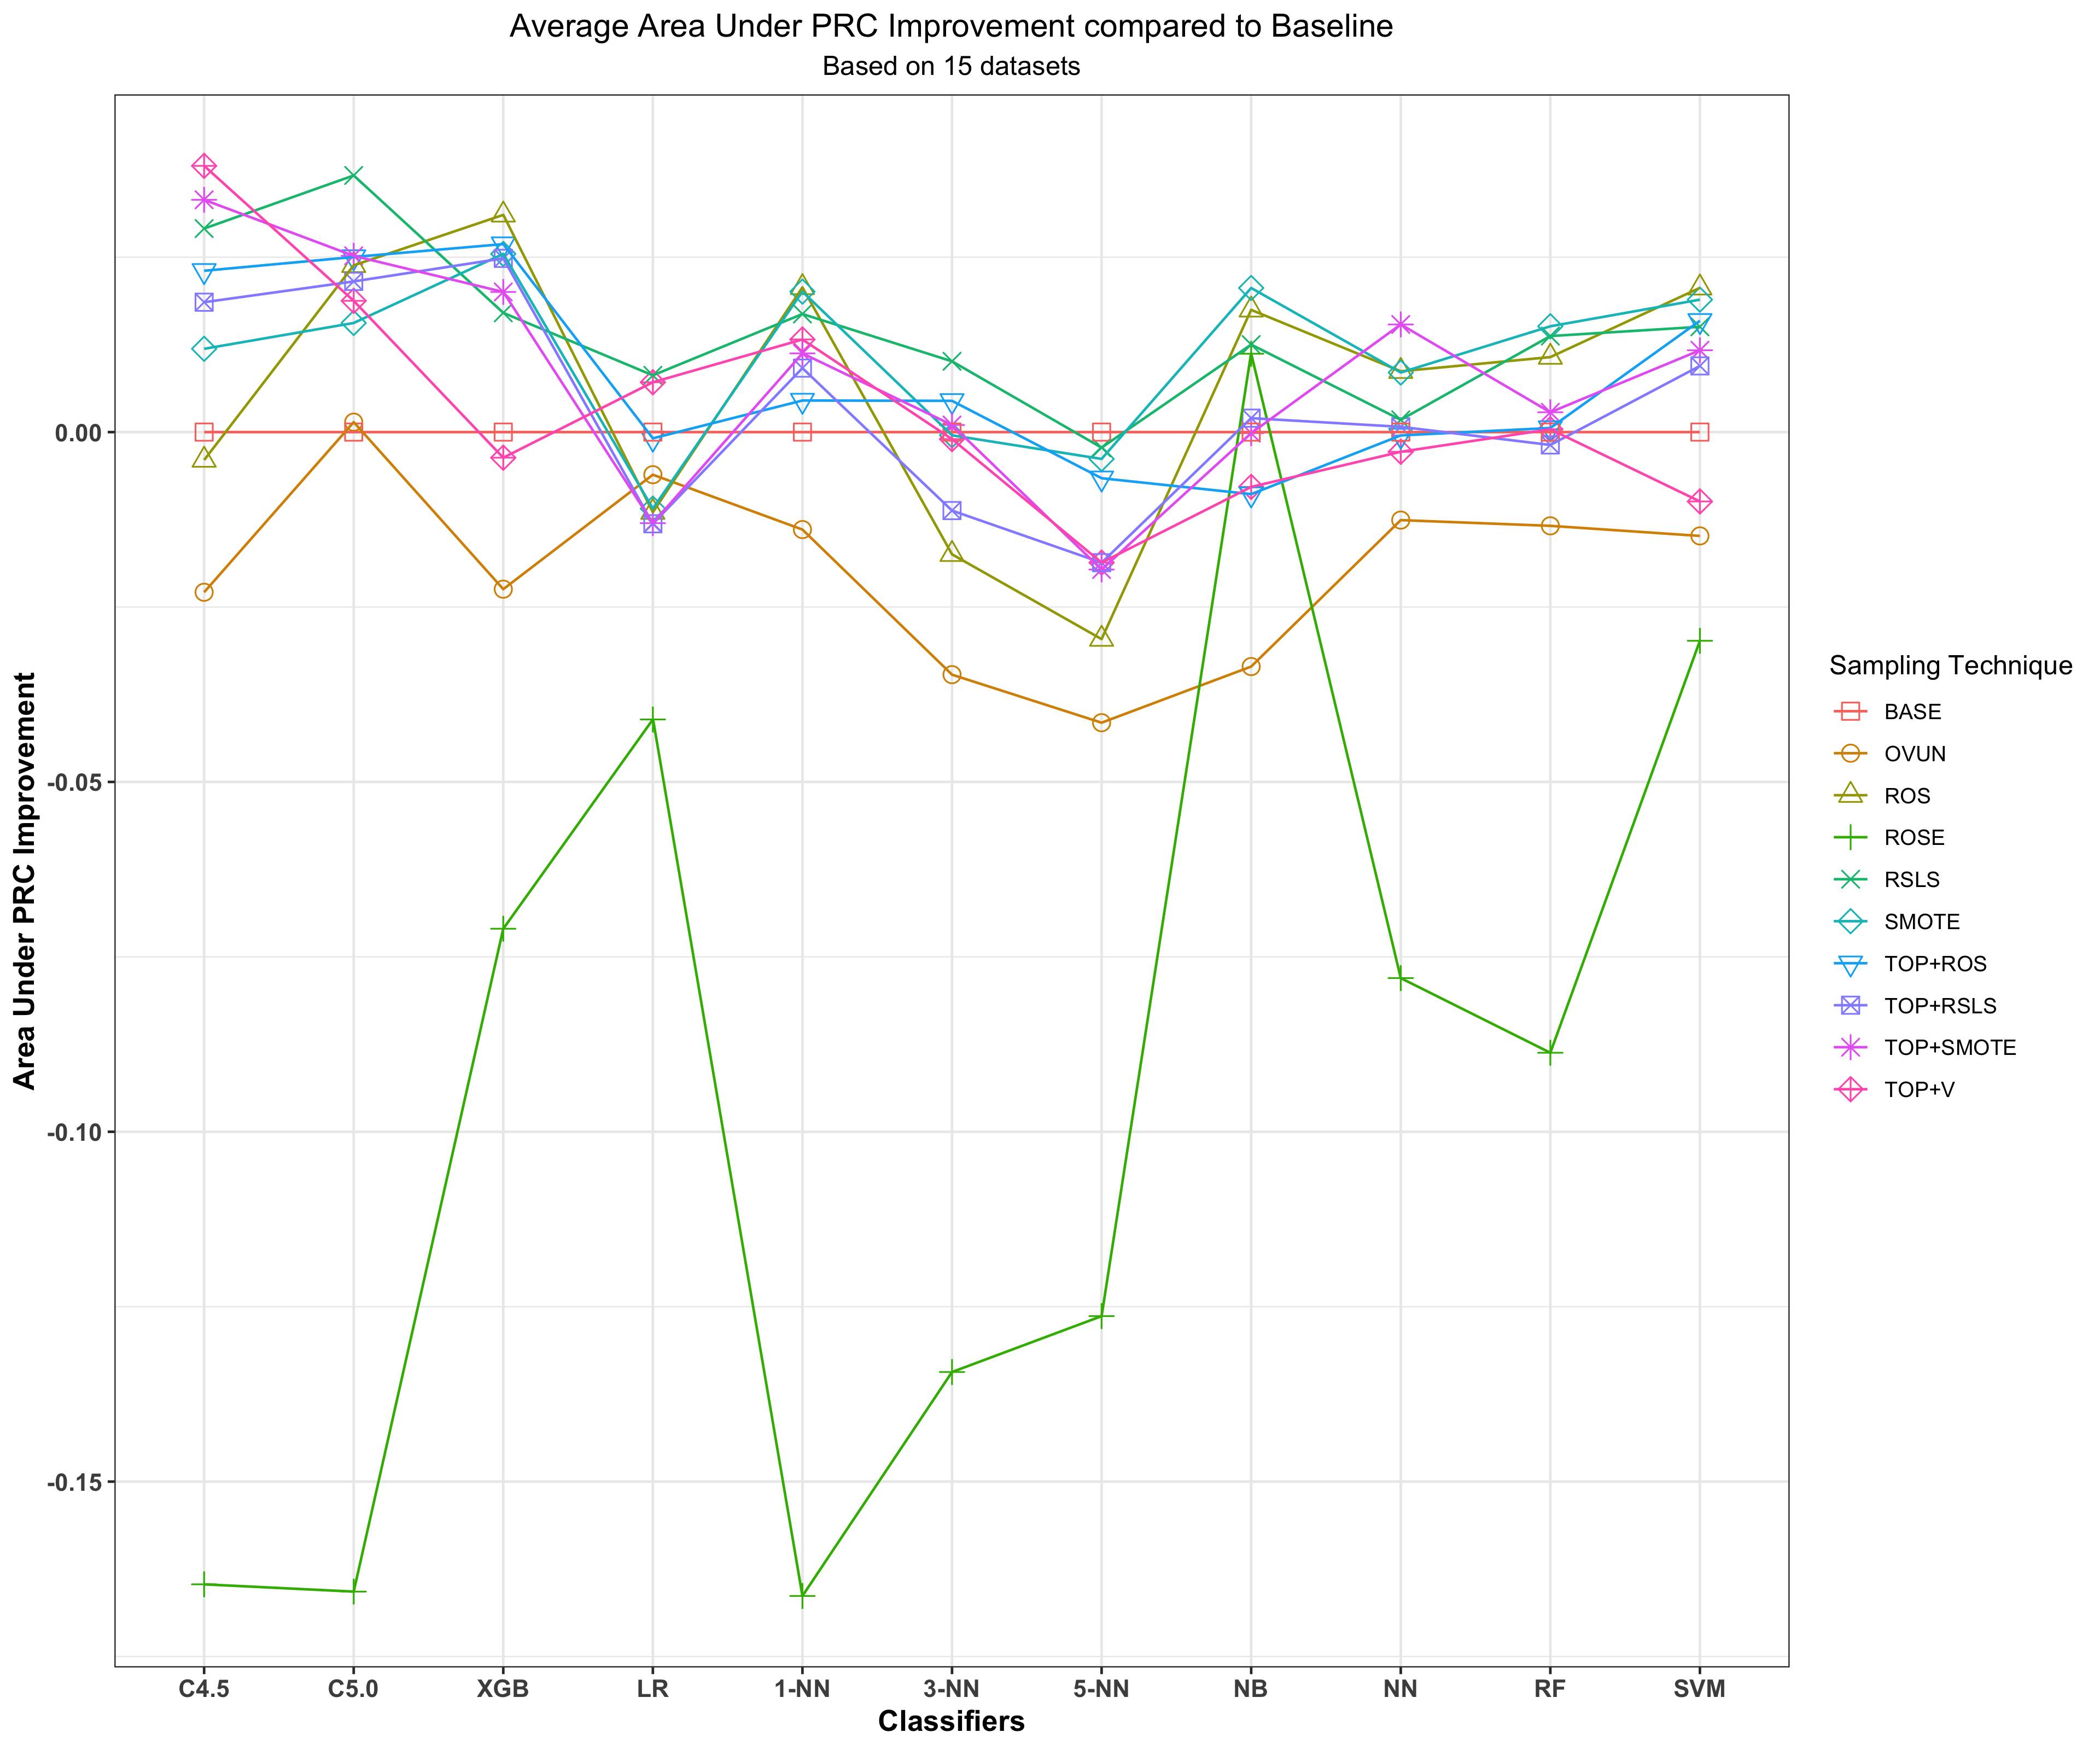 Average Area Under PRC Improvement compared to Baseline
Based on 15 datasets
Area Under PRC Improvement
0.00
-0.05
-0.10
-0.15
C4.5 C5.0 XGB LR 1-NN 3-NN 5-NN NB NN RF SVM
Classifiers
Sampling Technique
BASE
OVUN
ROS
ROSE
RSLS
SMOTE
TOP+ROS
TOP+RSLS
TOP+SMOTE
TOP+V